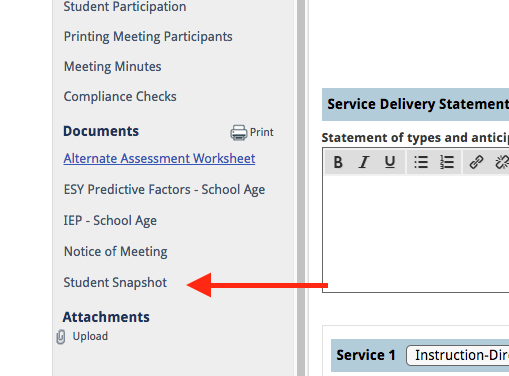 Student Participation
Printing Meeting Participants
Meeting Minutes
Compliance Checks
Documents
Print
Alternate Assessment Worksheet
ESY Predictive Factors - School Age
IEP - School Age
Notice of Meeting
Student Snapshot
Attachments
Upload
Service Delivery Statement
Statement of types and anticip
B I U
Service 1
Instruction-Dir